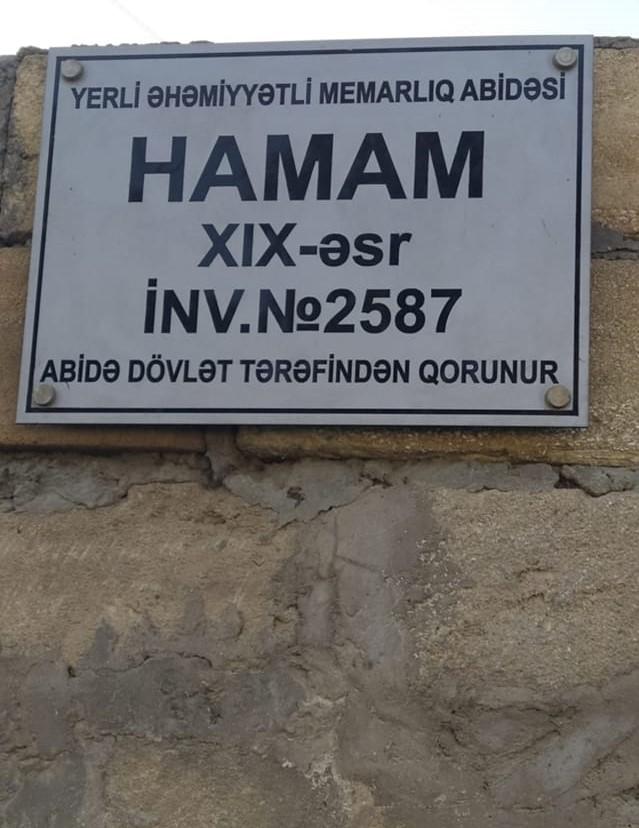 YERLİ ƏHƏMİYYƏTLİ MEMARLIQ ABİDƏSİ
HAMAM
XIX-əsr
İNV.№2587
ABİDƏ DÖVLƏT TƏRƏFİNDƏN QORUNUR